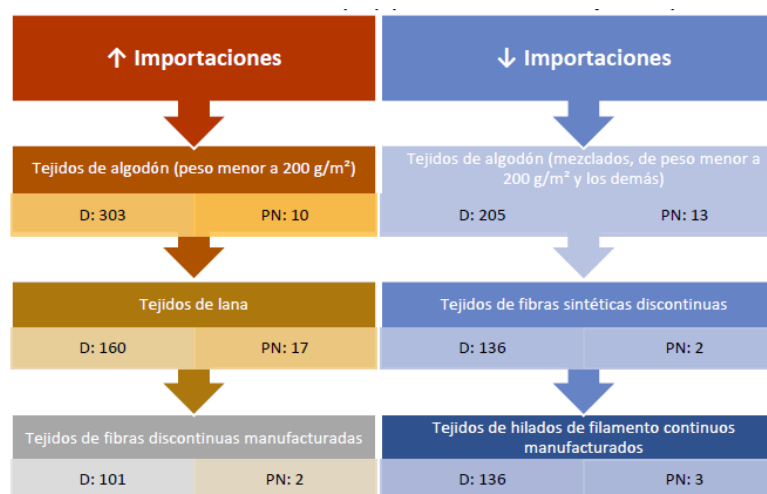 ↑ Importaciones
↓ Importaciones
Tejidos de algodón (peso menor a 200 g/m²)
Tejidos de algodón (mezclados, de peso menor a
200 g/m² y los demás)
D: 303
PN: 10
D: 205
PN: 13
Tejidos de lana
Tejidos de fibras sintéticas discontinuas
D: 160
PN: 17
D: 136
PN: 2
Tejidos de fibras discontinuas manufacturadas
Tejidos de hilados de filamento continuos
manufacturados
D: 101
PN: 2
D: 136
PN: 3